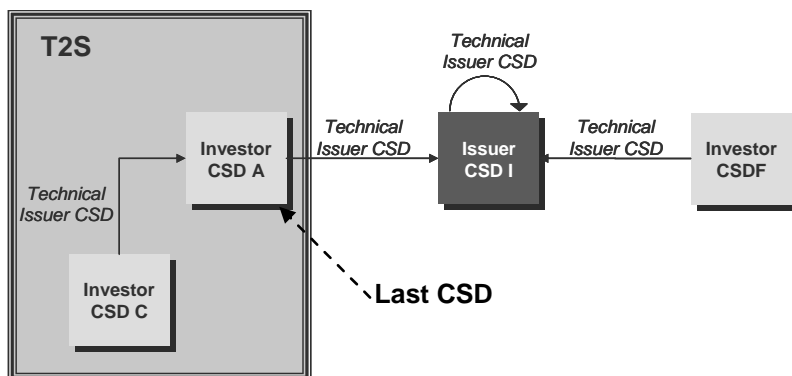 T2S
Technical
Issuer CSD
Investor
CSD A
Technical
Issuer CSD
Issuer
CSD I
Technical
Issuer CSD
Investor
CSDF
Technical
Issuer CSD
Investor
CSD C
Last CSD